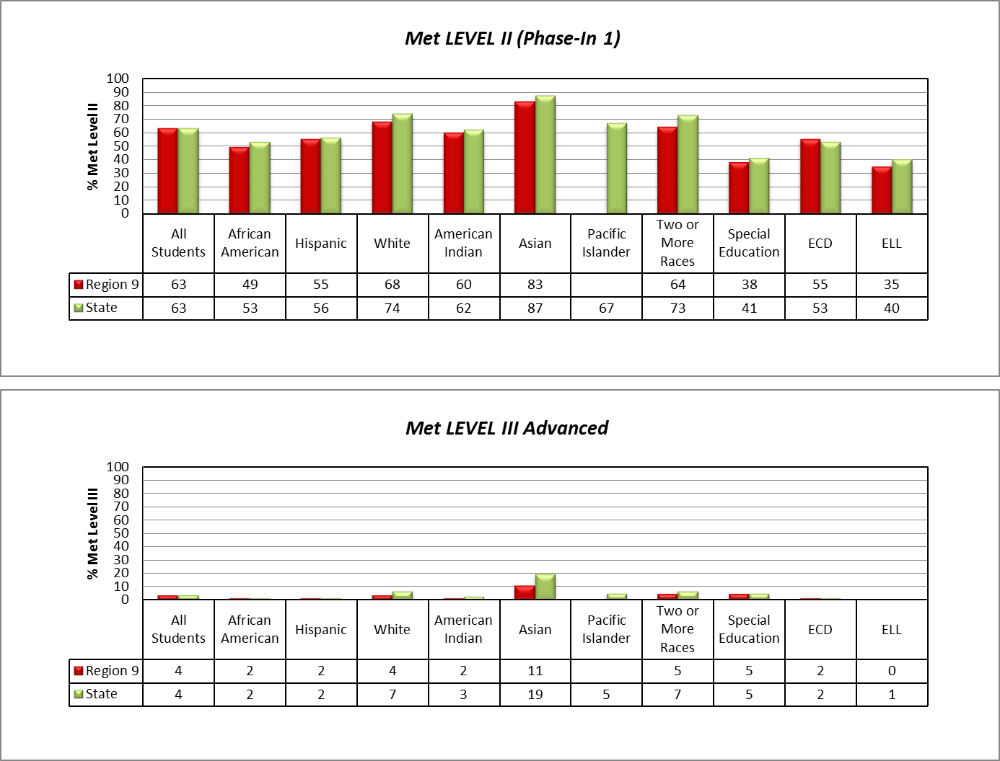 Met LEVEL II (Phase-In 1)
% Met Level II
100
90
80
70
60
50
40
30
20
10
0
All Students
African American
Hispanic
White
American Indian
Asian
Pacific Islander
Two or More Races
Special Education
ECD
ELL
Region 9 63 49 55 68 60 83 64 38 55 35
State 63 53 56 74 62 87 67 73 41 53 40
Met LEVEL III Advanced
% Met Level III
100
90
80
70
60
50
40
30
20
10
0
All Students
African American
Hispanic
White
American Indian
Asian
Pacific Islander
Two or More Races
Special Education
ECD
ELL
Region 9 4 2 2 4 2 11 5 5 2 0
State 4 2 2 7 3 19 5 7 5 2 1